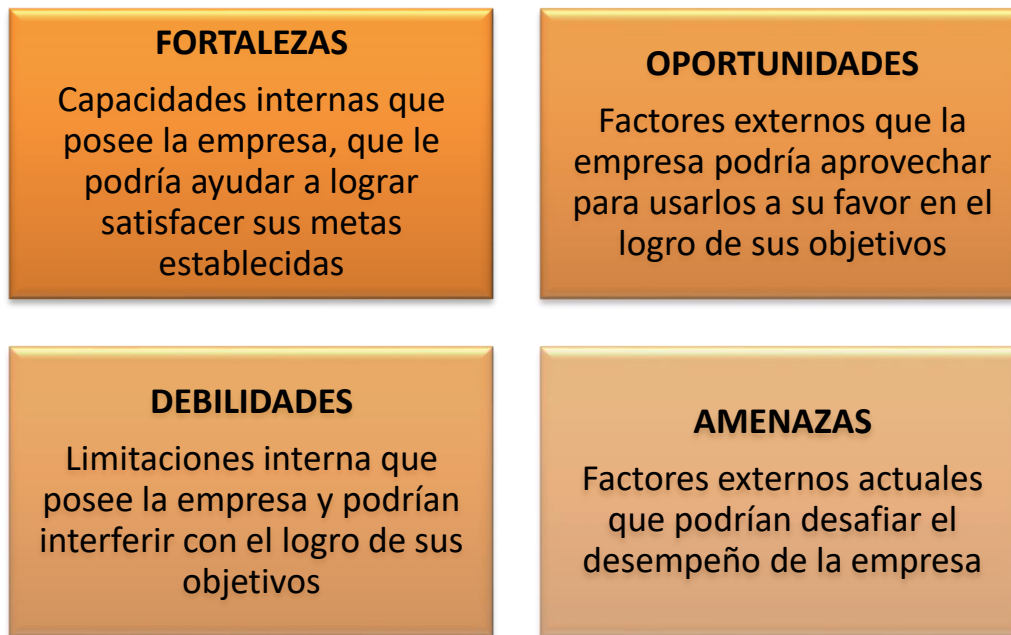 FORTALEZAS
Capacidades internas que
posee la empresa, que le
podría ayudar a lograr
satisfacer sus metas
establecidas
OPORTUNIDADES
Factores externos que la
empresa podría aprovechar
para usarlos a su favor en el
logro de sus objetivos
DEBILIDADES
Limitaciones interna que
posee la empresa y podrían
interferir con el logro de sus
objetivos
AMENAZAS
Factores externos actuales
que podrían desafiar el
desempeño de la empresa